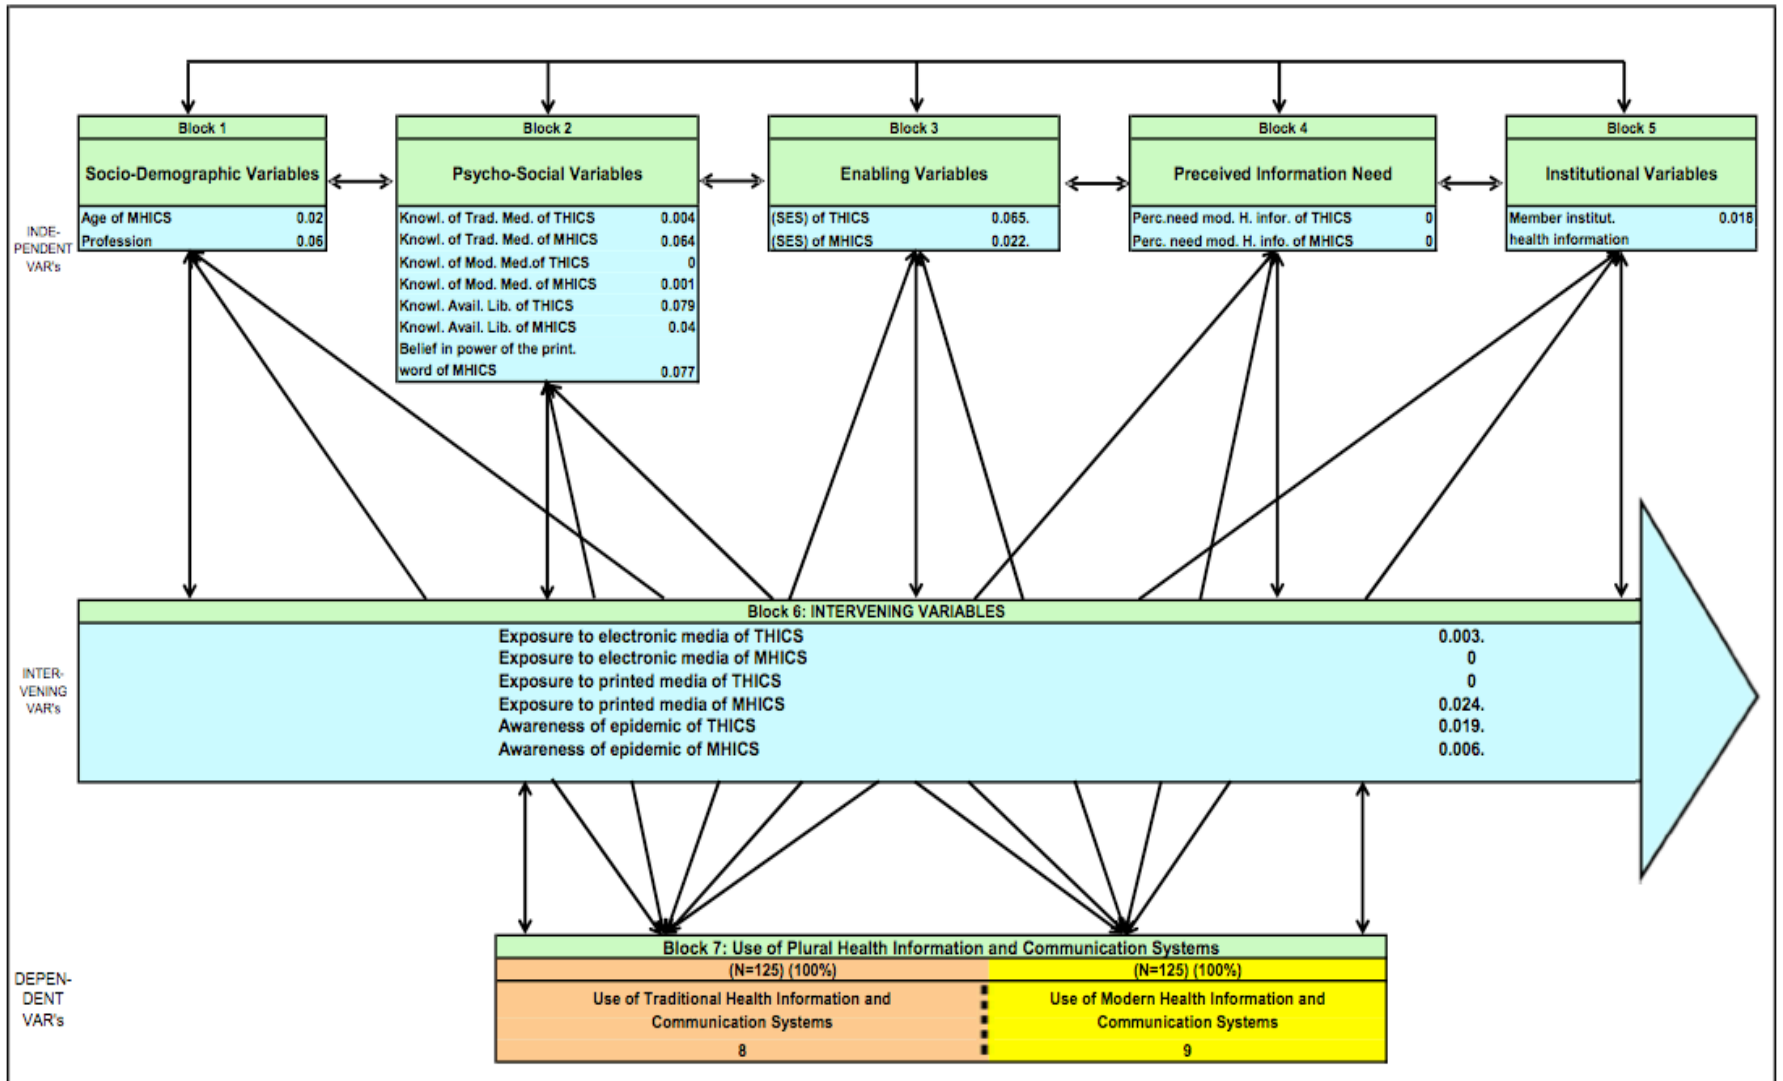 Block 1
Socio-Demographic Variables
Age of MHICS 0.02
Profession 0.06
Block 2
Psycho-Social Variables
Knowl. of Trad. Med. of THICS 0.004
Knowl. of Trad. Med. of MHICS 0.064
Knowl. of Mod. Med.of THICS 0
Knowl. of Mod. Med. of MHICS 0.001
Knowl. Avail. Lib. of THICS 0.079
Knowl. Avail. Lib. of MHICS 0.04
Belief in power of the print.
word of MHICS 0.077
Block 3
Enabling Variables
(SES) of THICS 0.065.
(SES) of MHICS 0.022.
Block 4
Preceived Information Need
Perc.need mod. H. infor. of THICS 0
Perc. need mod. H. info. of MHICS 0
Block 5
Institutional Variables
Member institut. 0.018
health information
INDE-
PENDENT
VAR's
Block 6: INTERVENING VARIABLES
Exposure to electronic media of THICS 0.003.
Exposure to electronic media of MHICS 0
Exposure to printed media of THICS 0
Exposure to printed media of MHICS 0.024.
Awareness of epidemic of THICS 0.019.
Awareness of epidemic of MHICS 0.006.
INTER-
VENING
VAR's
Block 7: Use of Plural Health Information and Communication Systems
(N=125) (100%) (N=125) (100%)
Use of Traditional Health Information and
Communication Systems
8
Use of Modern Health Information and
Communication Systems
9
DEPEN-
DENT
VAR's